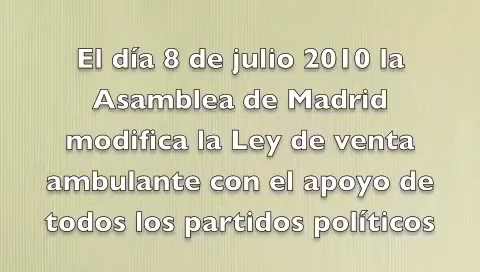 El día 8 de julio 2010 la
Asamblea de Madrid
modifica la Ley de venta
ambulante con el apoyo de
todos los partidos políticos